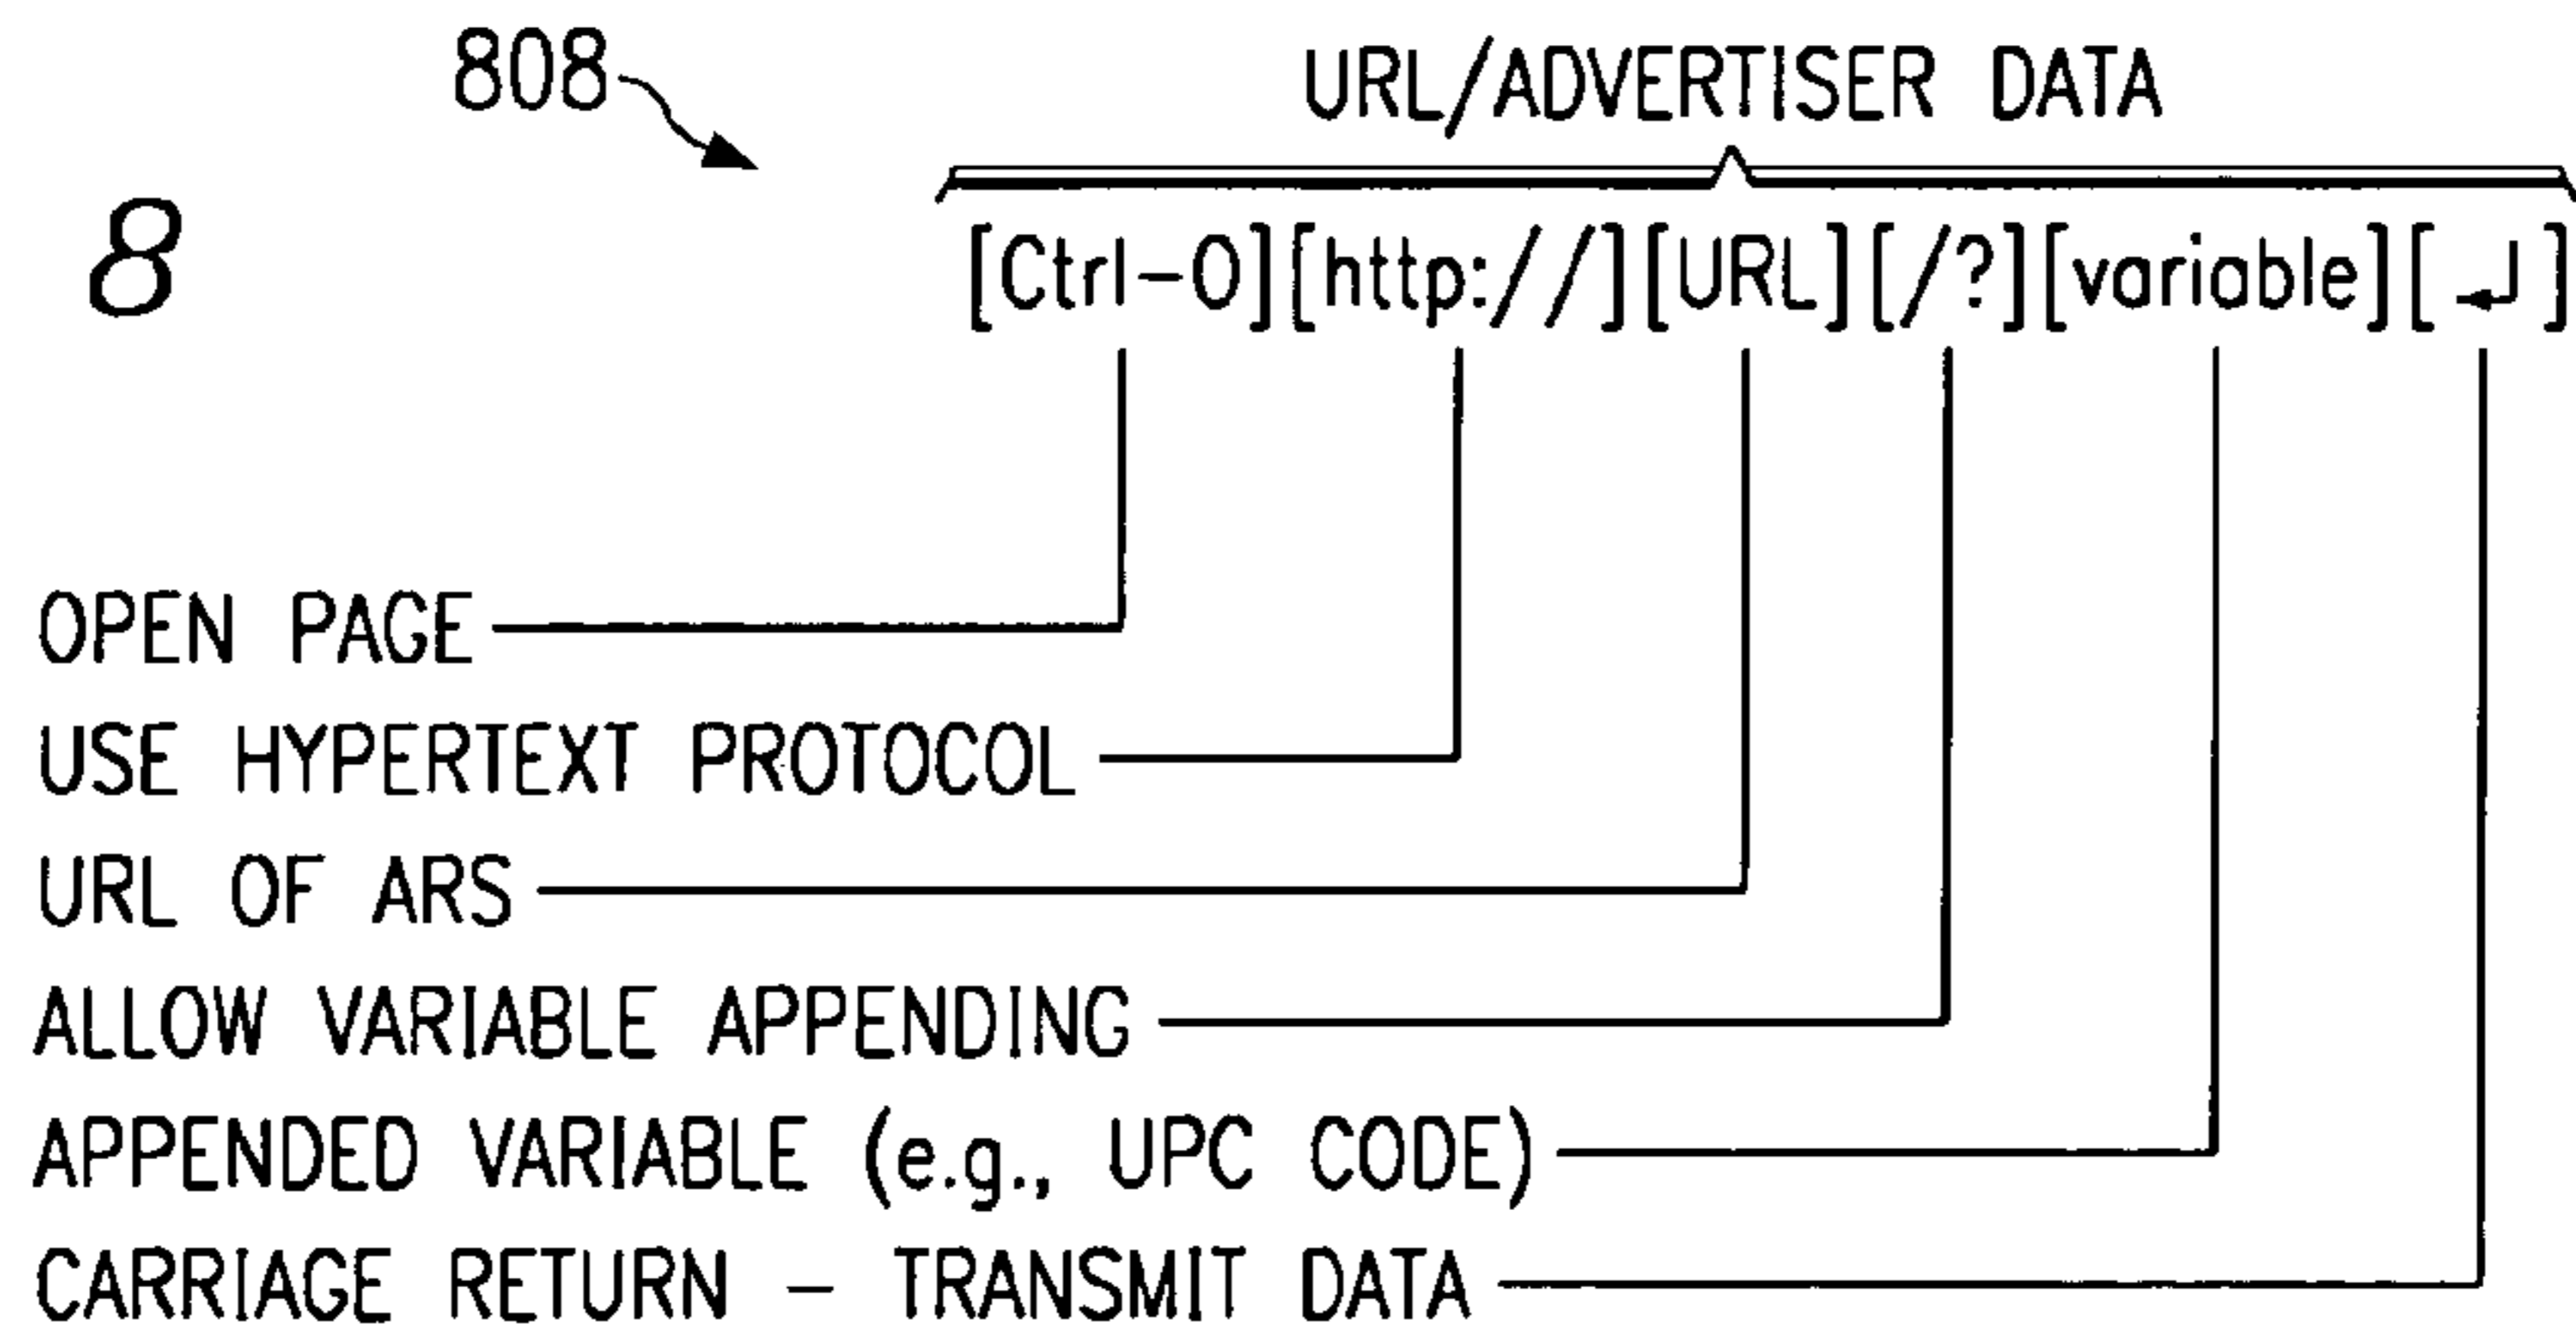 808
URL/ADVERTISER DATA
8
[Ctrl-O][http://][URL][/?][variable][↵]
OPEN PAGE
USE HYPERTEXT PROTOCOL
URL OF ARS
ALLOW VARIABLE APPENDING
APPENDED VARIABLE (e.g., UPC CODE)
CARRIAGE RETURN - TRANSMIT DATA